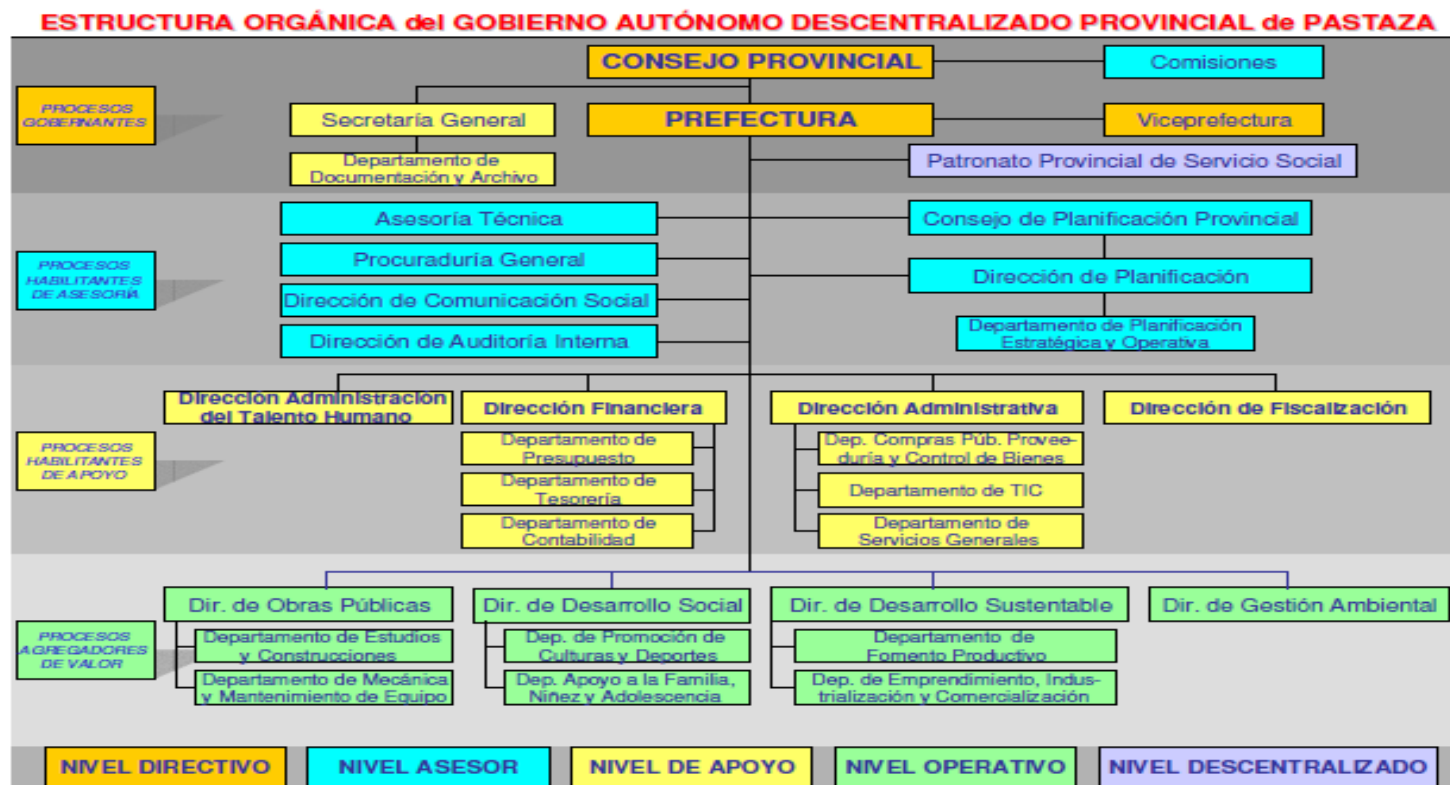 ESTRUCTURA ORGÁNICA del GOBIERNO AUTÓNOMO DESCENTRALIZADO PROVINCIAL de PASTAZA
CONSEJO PROVINCIAL
Comisiones
PROCESOS
GOBERNANTES
Secretaría General
PREFECTURA
Viceprefectura
Departamento de
Documentación y Archivo
Patronato Provincial de Servicio Social
PROCESOS
HABILITANTES
DE ASESORÍA
Asesoría Técnica
Consejo de Planificación Provincial
Procuraduría General
Dirección de Planificación
Dirección de Comunicación Social
Dirección de Auditoría Interna
Departamento de Planificación
Estratégica y Operativa
PROCESOS
HABILITANTES
DE APOYO
Dirección Administración
del Talento Humano
Dirección Financiera
Dirección Administrativa
Dirección de Fiscalización
Departamento de
Presupuesto
Dep. Compras Púb. Provee-
duría y Control de Bienes
Departamento de
Tesorería
Departamento de TIC
Departamento de
Contabilidad
Departamento de
Servicios Generales
PROCESOS
AGREGADORES
DE VALOR
Dir. de Obras Públicas
Dir. de Desarrollo Social
Dir. de Desarrollo Sustentable
Dir. de Gestión Ambiental
Departamento de Estudios
y Construcciones
Dep. de Promoción de
Culturas y Deportes
Departamento de
Fomento Productivo
Departamento de Mecánica
y Mantenimiento de Equipo
Dep. Apoyo a la Familia,
Niñez y Adolescencia
Dep. de Emprendimiento, Indus-
trialización y Comercialización
NIVEL DIRECTIVO
NIVEL ASESOR
NIVEL DE APOYO
NIVEL OPERATIVO
NIVEL DESCENTRALIZADO